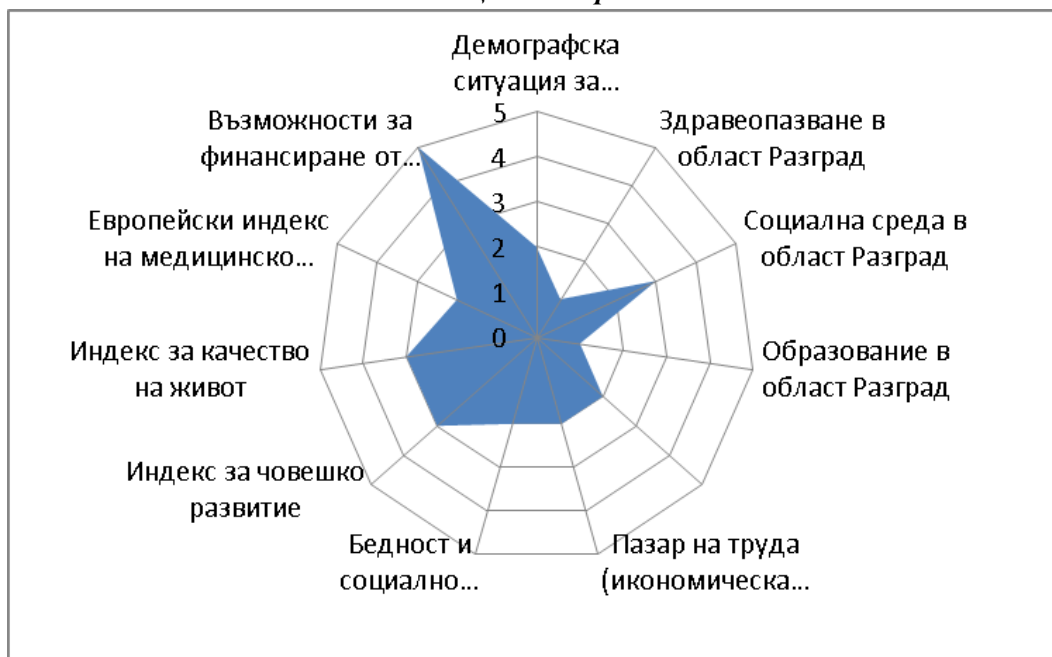 Демографска
ситуация за...
Здравеопазване в
област Разград
Социална среда в
област Разград
Образование в
област Разград
Пазар на труда
(икономическа...
Бедност и
социално...
Индекс за човешко
развитие
Индекс за качество
на живот
Европейски индекс
на медицинско...
Възможности за
финансиране от...
5
4
3
2
1
0